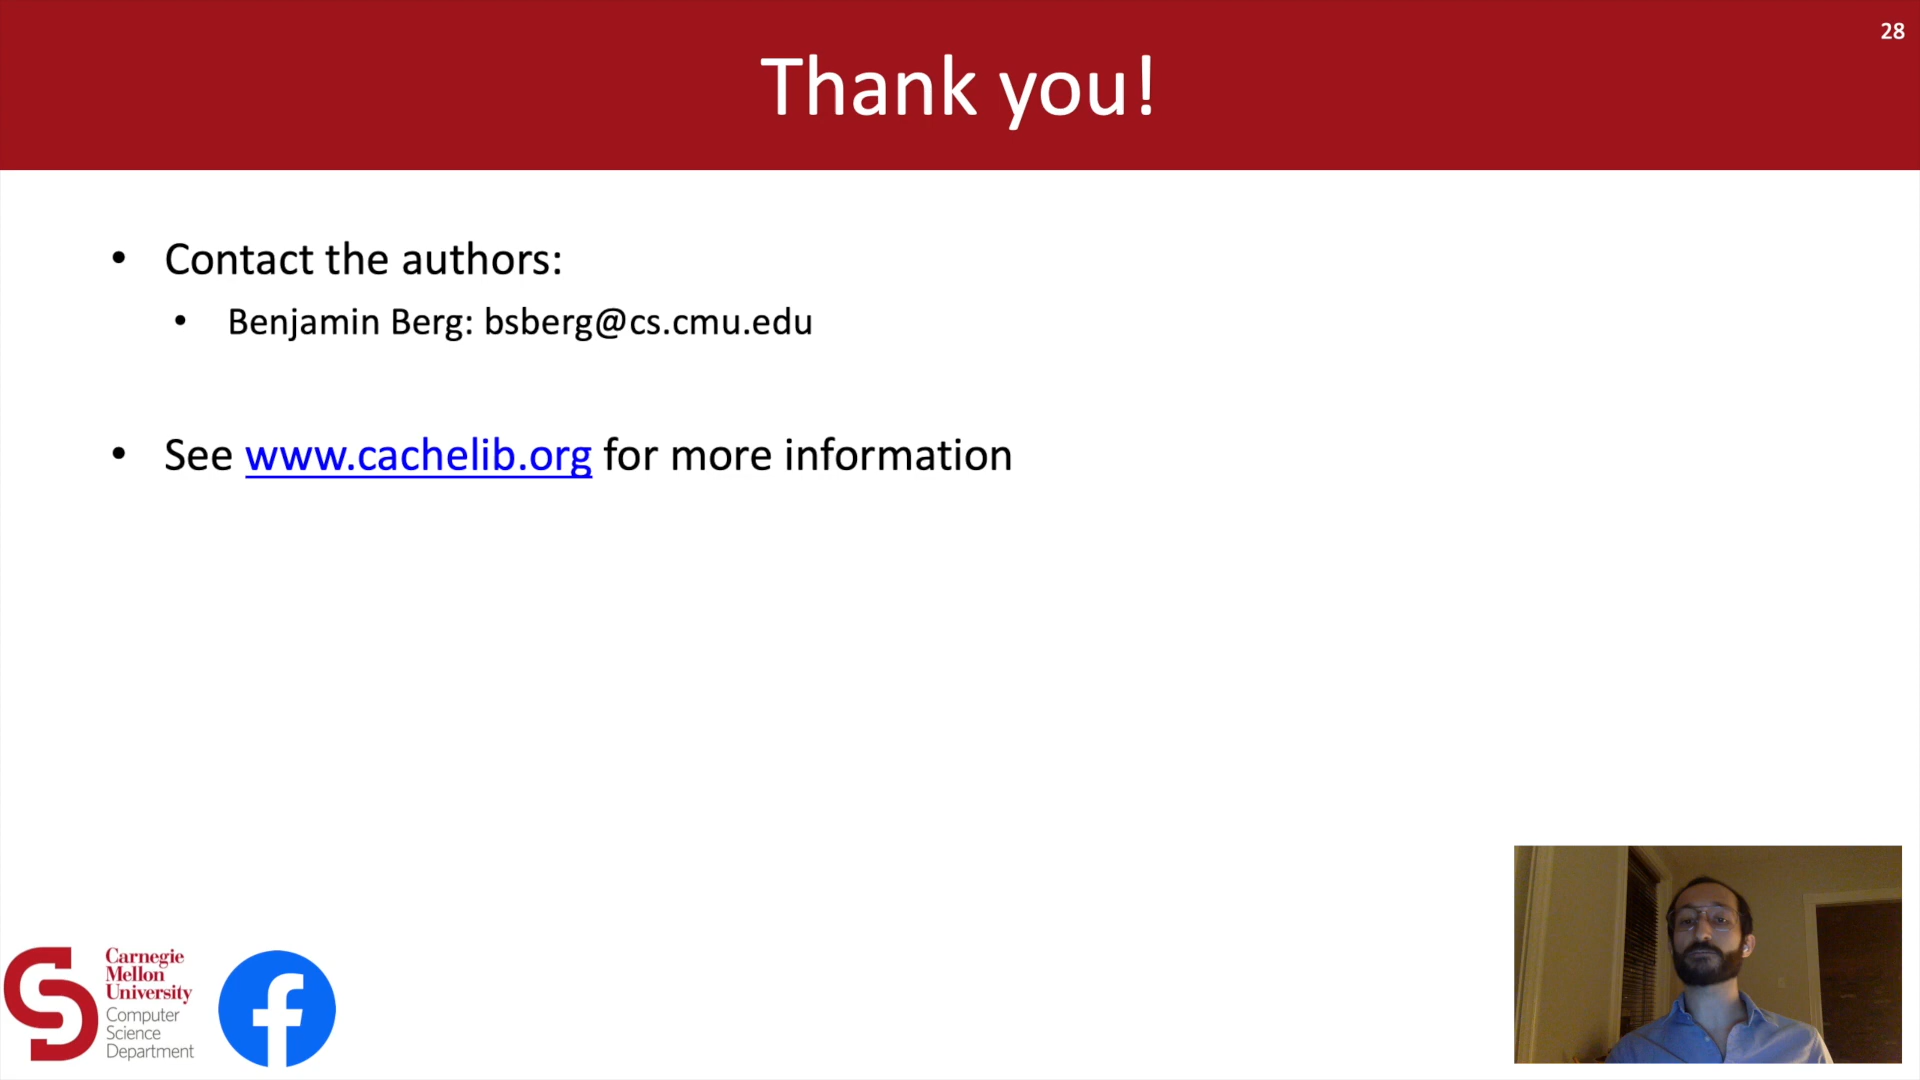 28
Thank you!
• Contact the authors:
• Benjamin Berg: bsberg@cs.cmu.edu
• See www.cachelib.org for more information
Carnegie
Mellon
University
Computer
Science
Department